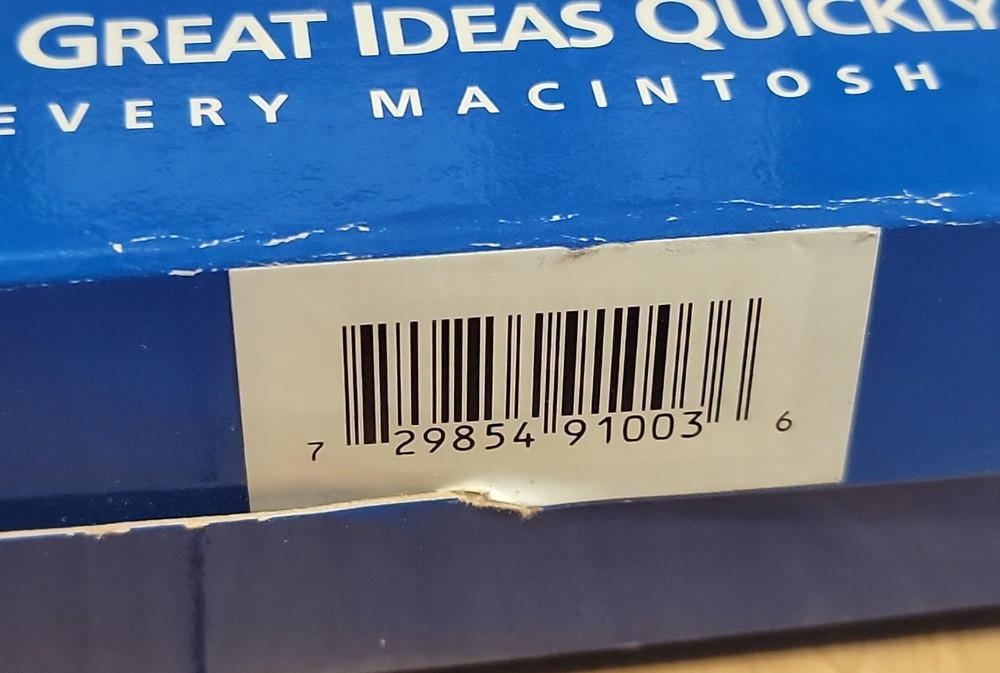 GREAT IDEAS QUICKLY
EVERY MACINTOSH
7 29854 91003 6